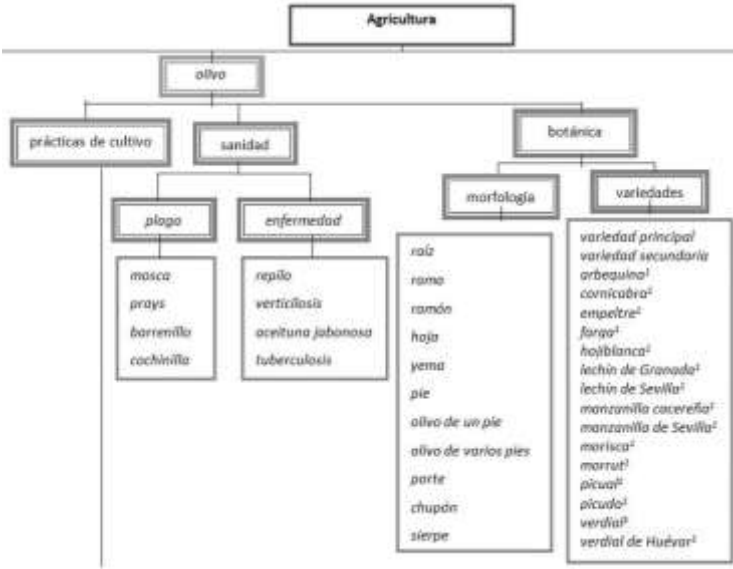 Agricultura
olivo
prácticas de cultivo
sanidad
botánica
morfología
variedades
plaga
enfermedad
mosca
prays
barrenillo
cochinilla
repilo
verticilosis
aceituna jabonosa
tuberculosis
raíz
rama
ramón
hoja
yema
pie
olivo de un pie
olivo de varios pies
porte
chupón
sierpe
variedad principal
variedad secundaria
arbequina
cornicabra
empeltre
farga
hojiblanca
lechín de Granada
lechín de Sevilla
manzanilla cacereña
manzanilla de Sevilla
morisca
morrut
picual
picudo
verdial
verdial de Huévar